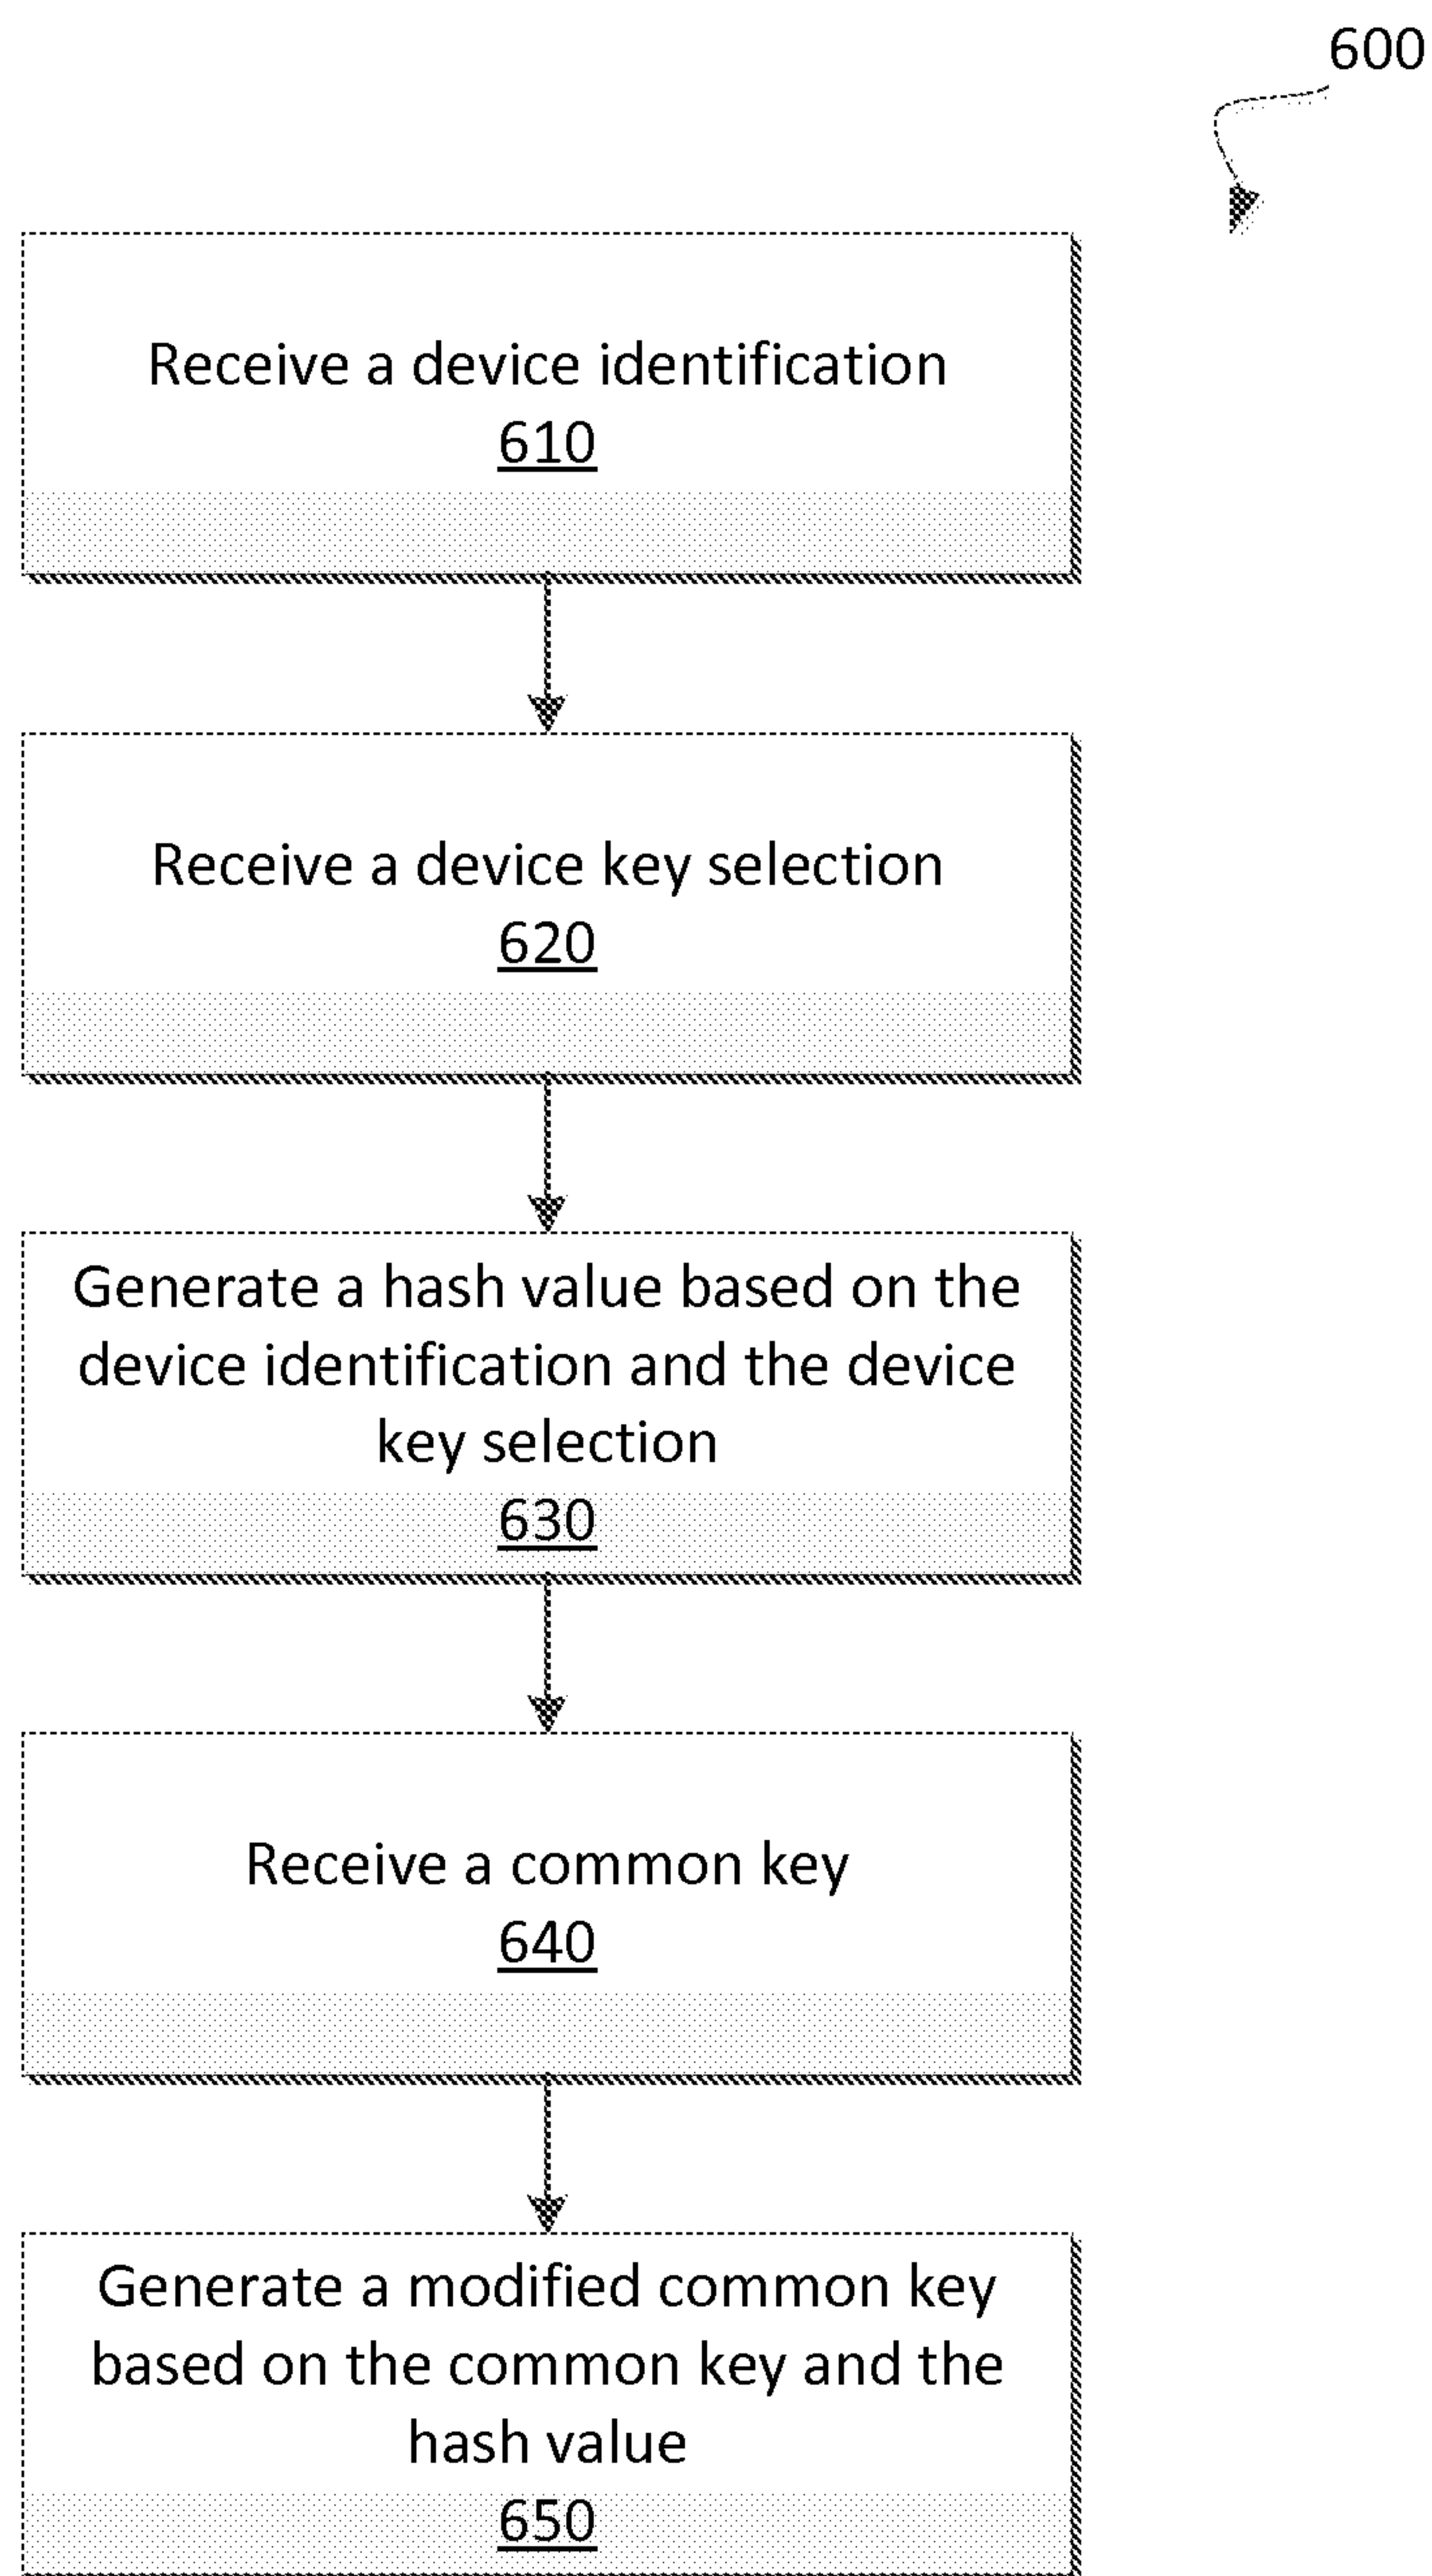 600
Receive a device identification
610
Receive a device key selection
620
Generate a hash value based on the
device identification and the device
key selection
630
Receive a common key
640
Generate a modified common key
based on the common key and the
hash value
650